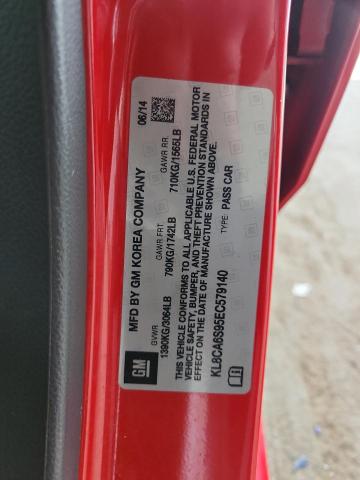 MFD BY GM KOREA COMPANY 06/14
GVWR GAWR FRT GAWR RR
1390KG/3064LB 790KG/1742LB 710KG/1565LB
THIS VEHICLE CONFORMS TO ALL APPLICABLE U.S. FEDERAL MOTOR
VEHICLE SAFETY, BUMPER, AND THEFT PREVENTION STANDARDS IN
EFFECT ON THE DATE OF MANUFACTURE SHOWN ABOVE.
KL8CA6S95EC579140 TYPE: PASS CAR
GM